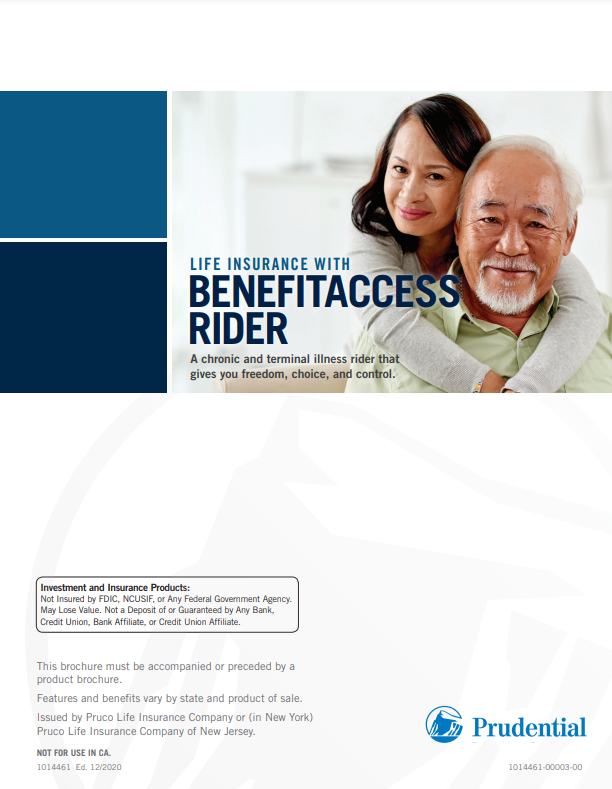 LIFE INSURANCE WITH
BENEFITACCESS
RIDER
A chronic and terminal illness rider that
gives you freedom, choice, and control.
Investment and Insurance Products:
Not Insured by FDIC, NCUSIF, or Any Federal Government Agency.
May Lose Value. Not a Deposit of or Guaranteed by Any Bank,
Credit Union, Bank Affiliate, or Credit Union Affiliate.
This brochure must be accompanied or preceded by a
product brochure.
Features and benefits vary by state and product of sale.
Issued by Pruco Life Insurance Company or (in New York)
Pruco Life Insurance Company of New Jersey.
NOT FOR USE IN CA.
1014461 Ed. 12/2020
Prudential
1014461-00003-00